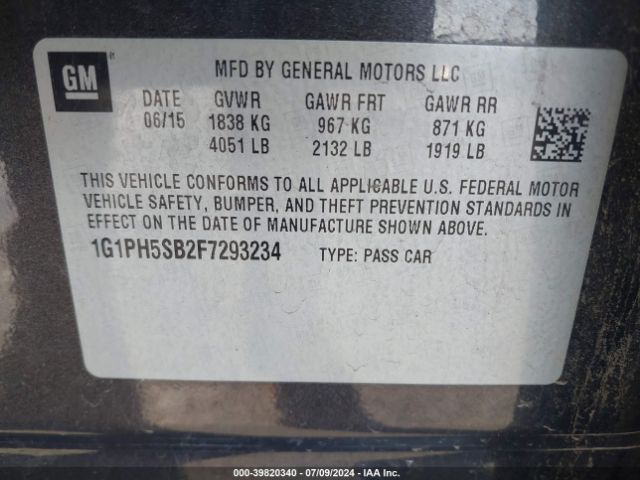 GM
MFD BY GENERAL MOTORS LLC
DATE GVWR GAWR FRT GAWR RR
06/15 1838 KG 967 KG 871 KG
4051 LB 2132 LB 1919 LB
THIS VEHICLE CONFORMS TO ALL APPLICABLE U.S. FEDERAL MOTOR
VEHICLE SAFETY, BUMPER, AND THEFT PREVENTION STANDARDS IN
EFFECT ON THE DATE OF MANUFACTURE SHOWN ABOVE.
1G1PH5SB2F7293234 TYPE: PASS CAR
000-39820340 - 07/09/2024 - IAA Inc.